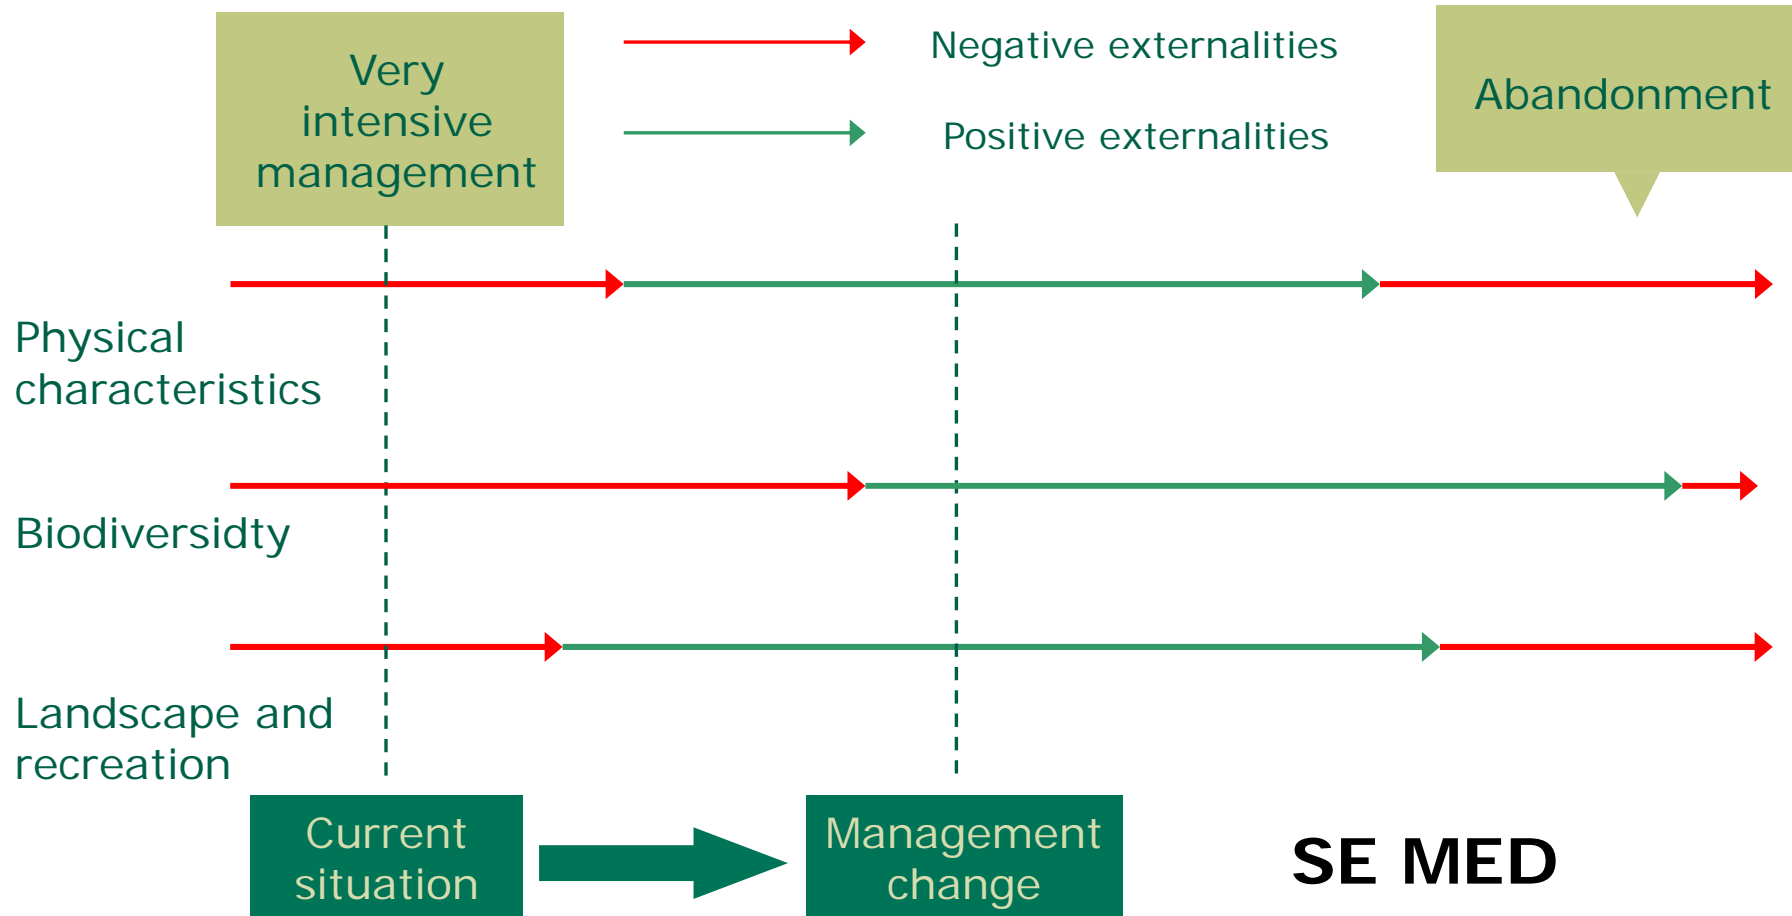 Very
intensive
management
Negative externalities
Positive externalities
Abandonment
Physical
characteristics
Biodiversidty
Landscape and
recreation
Current
situation
Management
change
SE MED